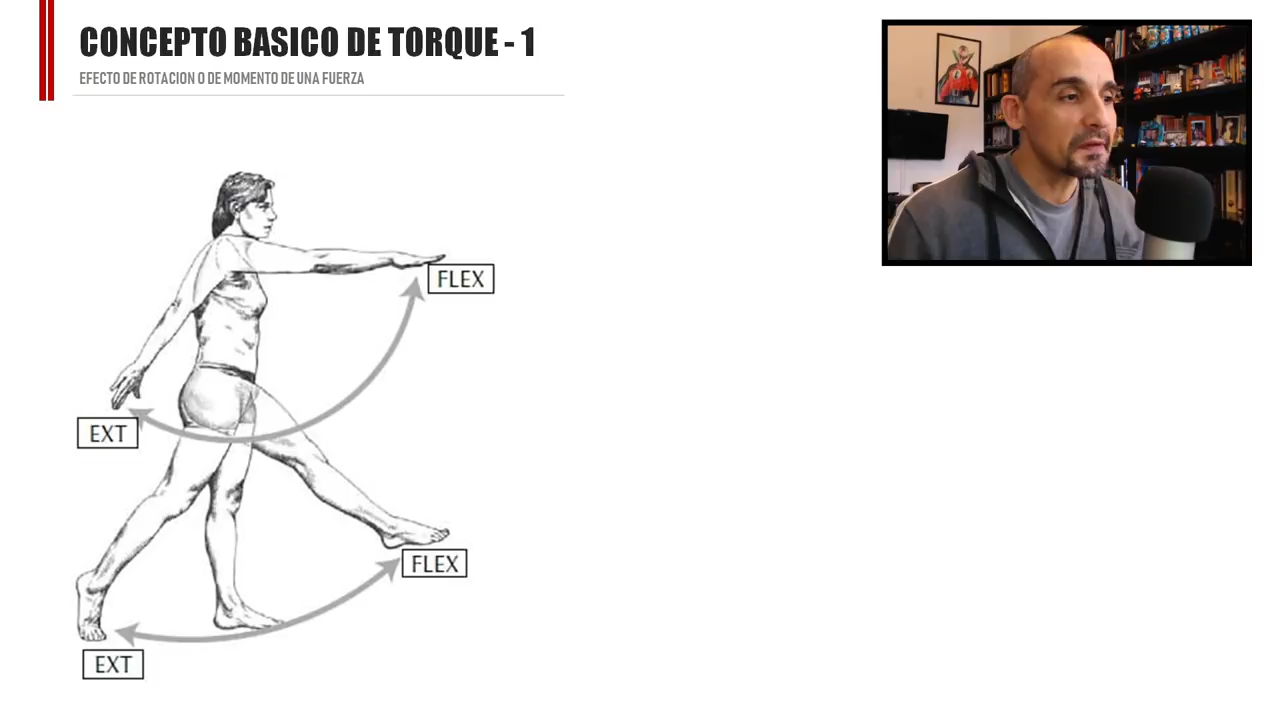 CONCEPTO BASICO DE TORQUE - 1
EFECTO DE ROTACION O DE MOMENTO DE UNA FUERZA
FLEX
EXT
FLEX
EXT